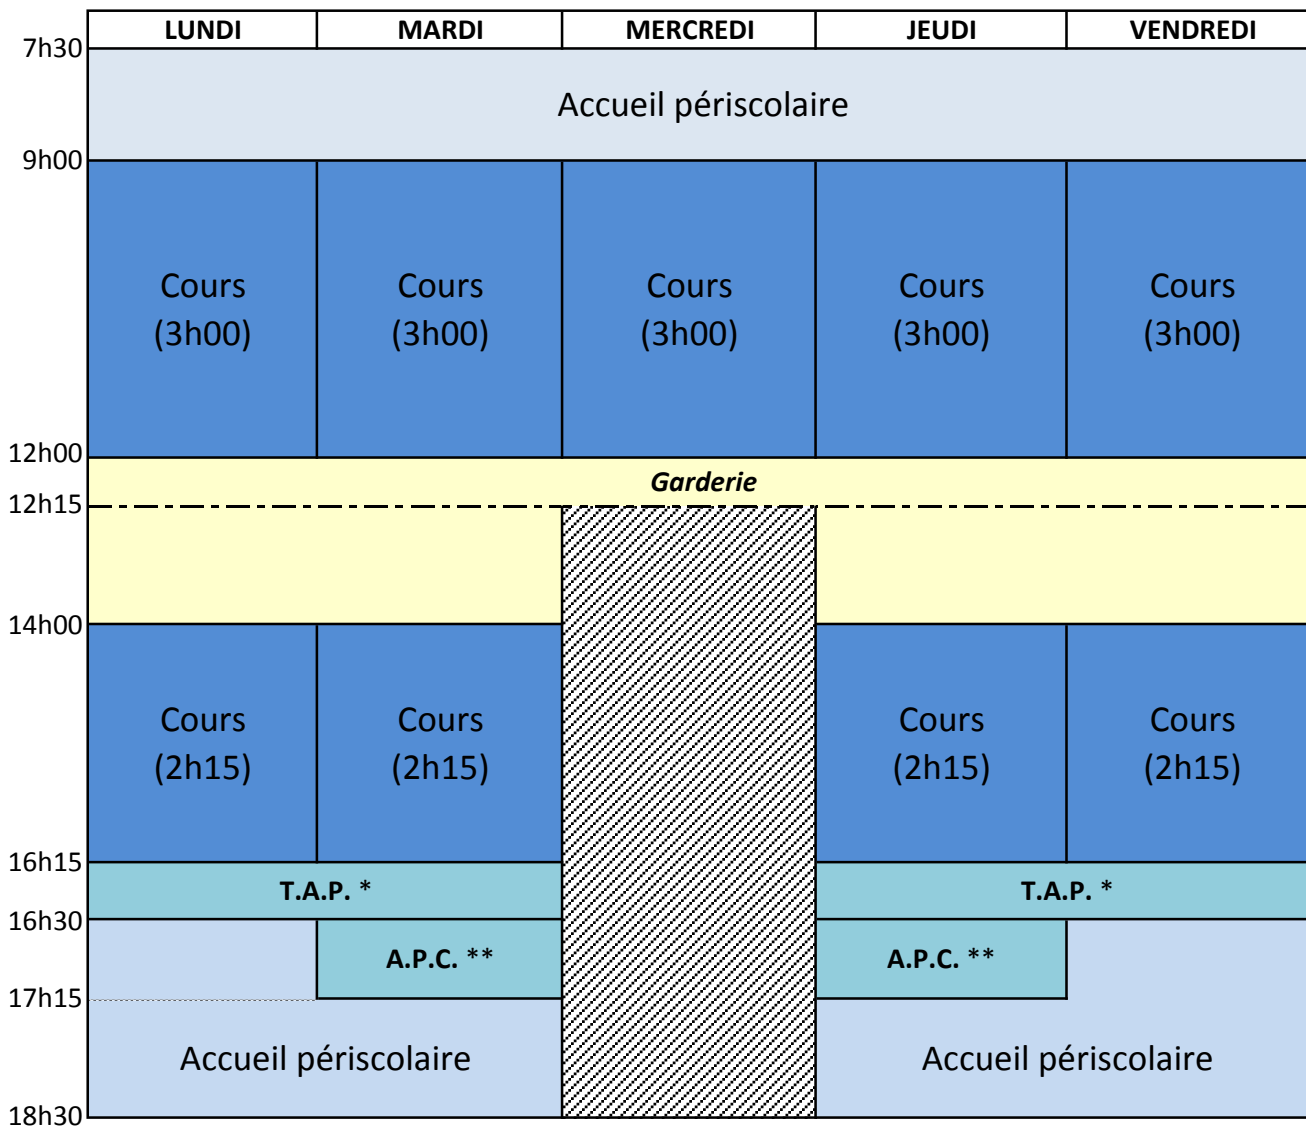 LUNDI MARDI MERCREDI JEUDI VENDREDI
7h30
Accueil périscolaire
9h00
Cours Cours Cours Cours Cours
(3h00) (3h00) (3h00) (3h00) (3h00)
12h00
Garderie
12h15
14h00
Cours Cours Cours Cours
(2h15) (2h15) (2h15) (2h15)
16h15
T.A.P. * T.A.P. *
16h30
A.P.C. ** A.P.C. **
17h15
Accueil périscolaire Accueil périscolaire
18h30